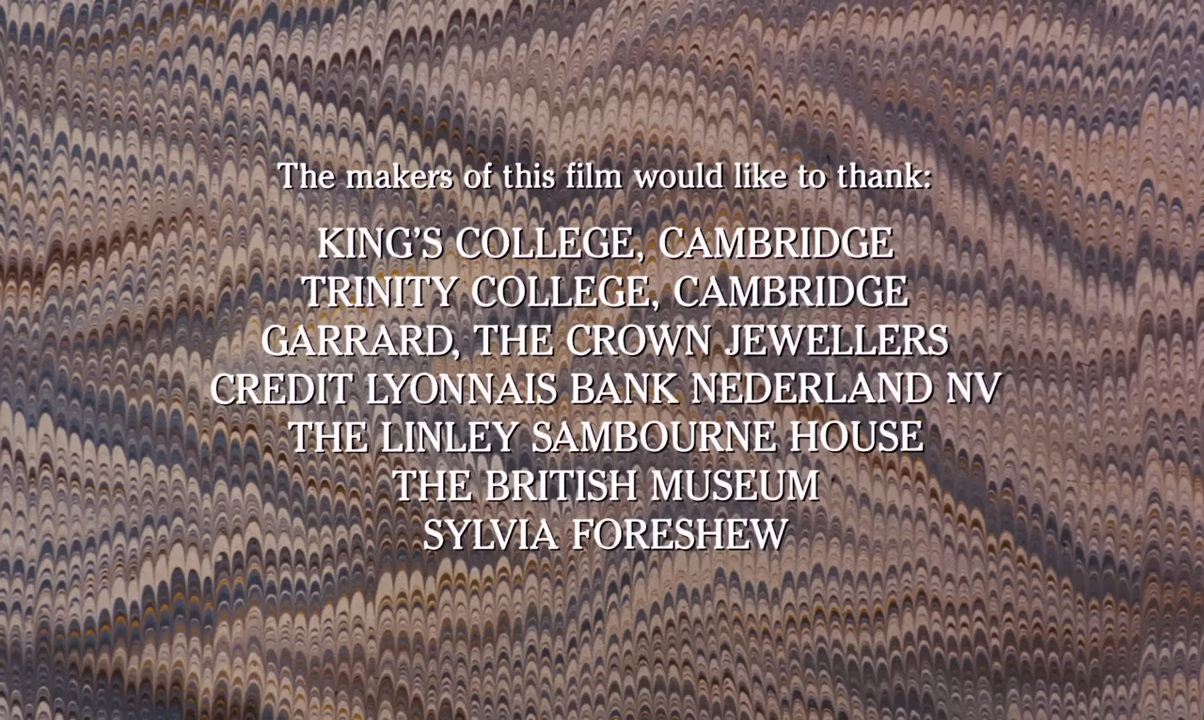 The makers of this film would like to thank:
KING'S COLLEGE, CAMBRIDGE
TRINITY COLLEGE, CAMBRIDGE
GARRARD, THE CROWN JEWELLERS
CREDIT LYONNAIS BANK NEDERLAND NV
THE LINLEY SAMBOURNE HOUSE
THE BRITISH MUSEUM
SYLVIA FORESHEW